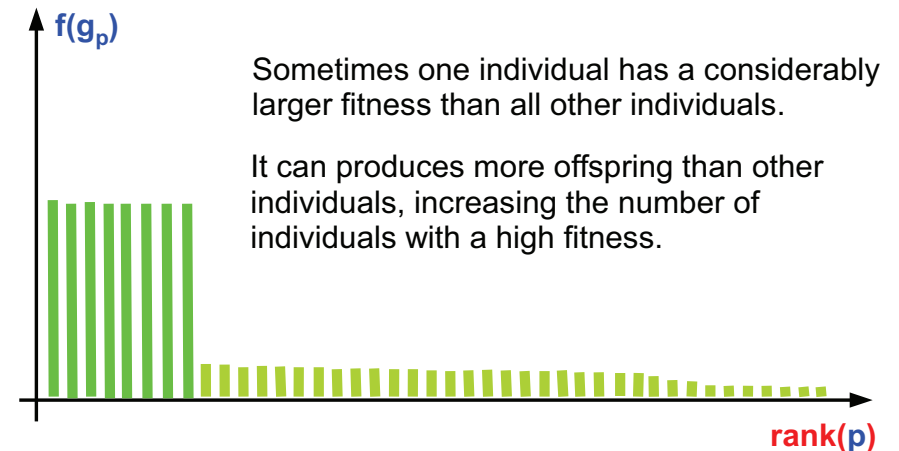 f(gp)
Sometimes one individual has a considerably
larger fitness than all other individuals.
It can produces more offspring than other
individuals, increasing the number of
individuals with a high fitness.
rank(p)